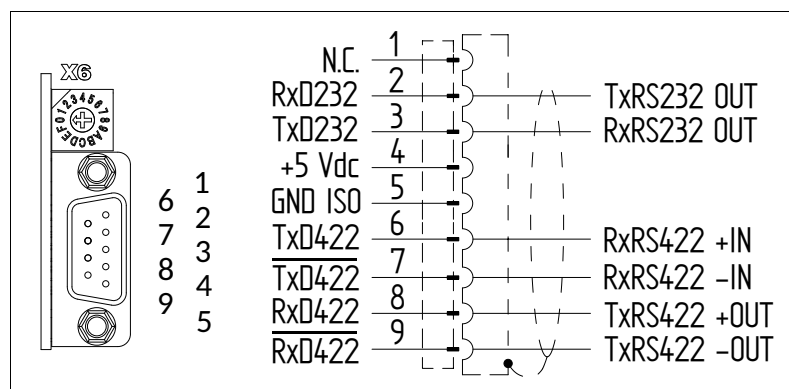 X6
0123456789ABCDEF
1
2
3
4
5
6
7
8
9
N.C. 1
RxD232 2 TxRS232 OUT
TxD232 3 RxRS232 OUT
+5 Vdc 4
GND ISO 5
TxD422 6 RxRS422 +IN
TxD422 7 RxRS422 -IN
RxD422 8 TxRS422 +OUT
RxD422 9 TxRS422 -OUT